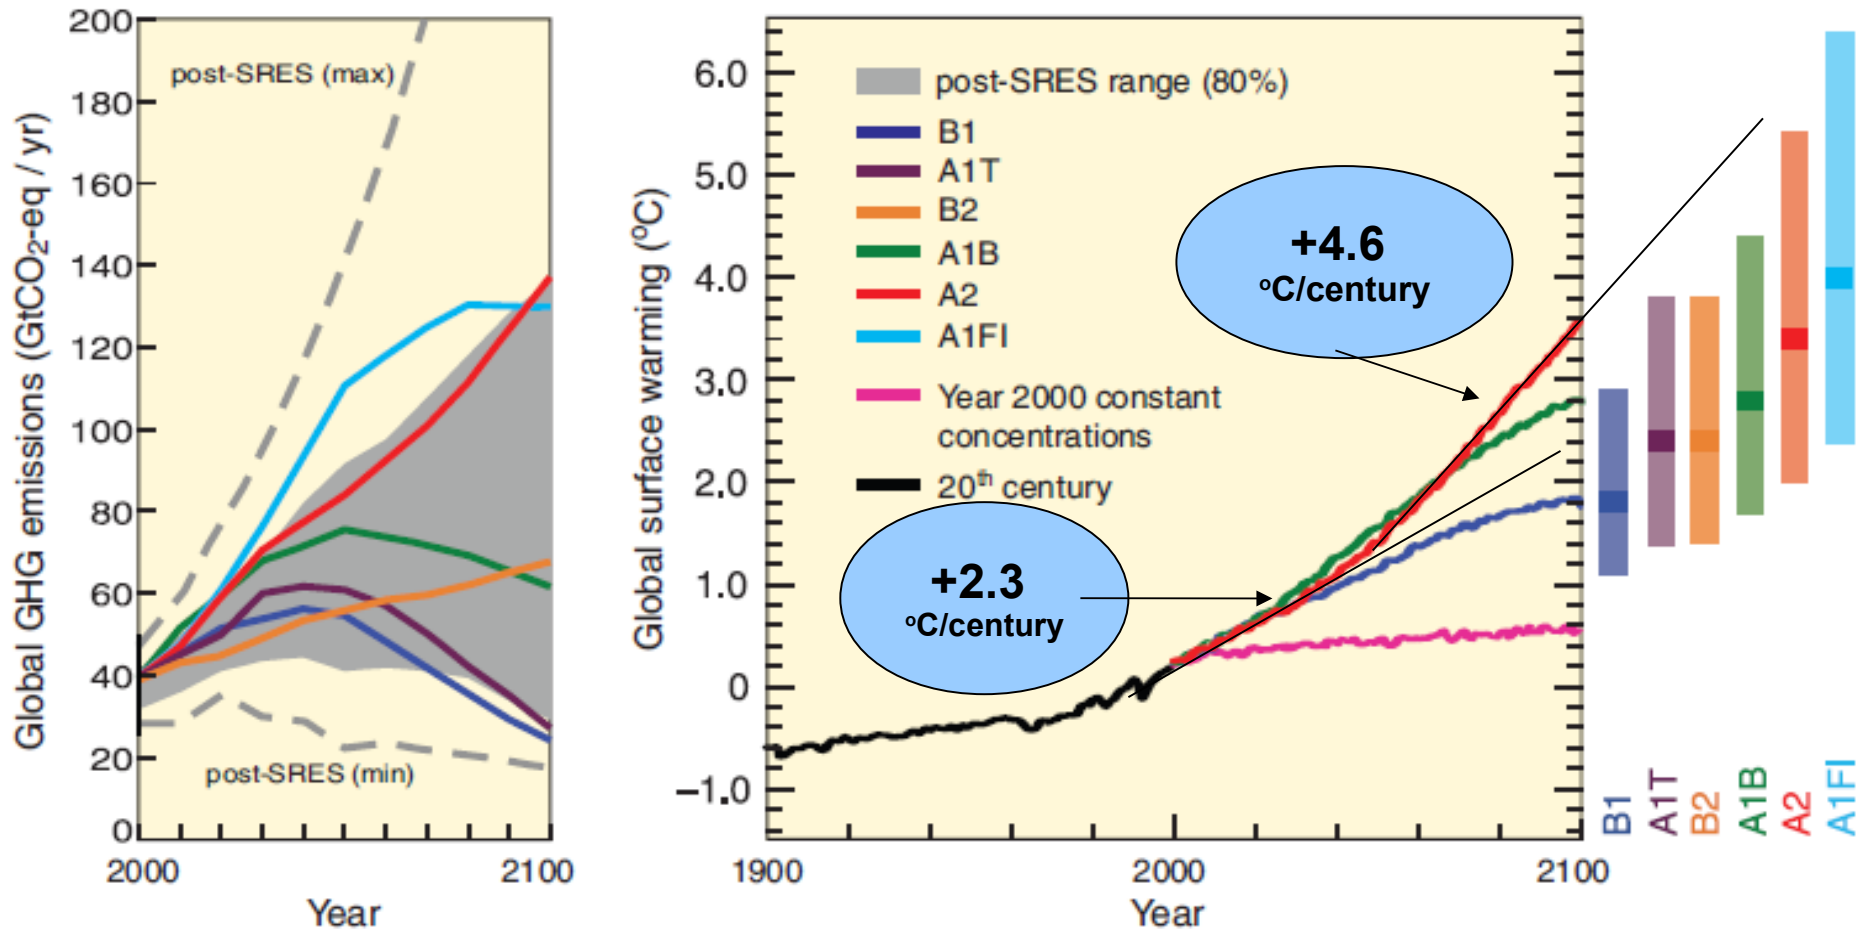 Global GHG emissions (GtCO₂-eq / yr)
200
180
160
140
120
100
80
60
40
20
0
post-SRES (max)
post-SRES (min)
2000
2100
Year
Global surface warming (ºC)
6.0
5.0
4.0
3.0
2.0
1.0
0
–1.0
post-SRES range (80%)
B1
A1T
B2
A1B
A2
A1FI
Year 2000 constant
concentrations
20th century
+4.6
ºC/century
+2.3
ºC/century
1900
2000
2100
Year
B1
A1T
B2
A1B
A2
A1FI